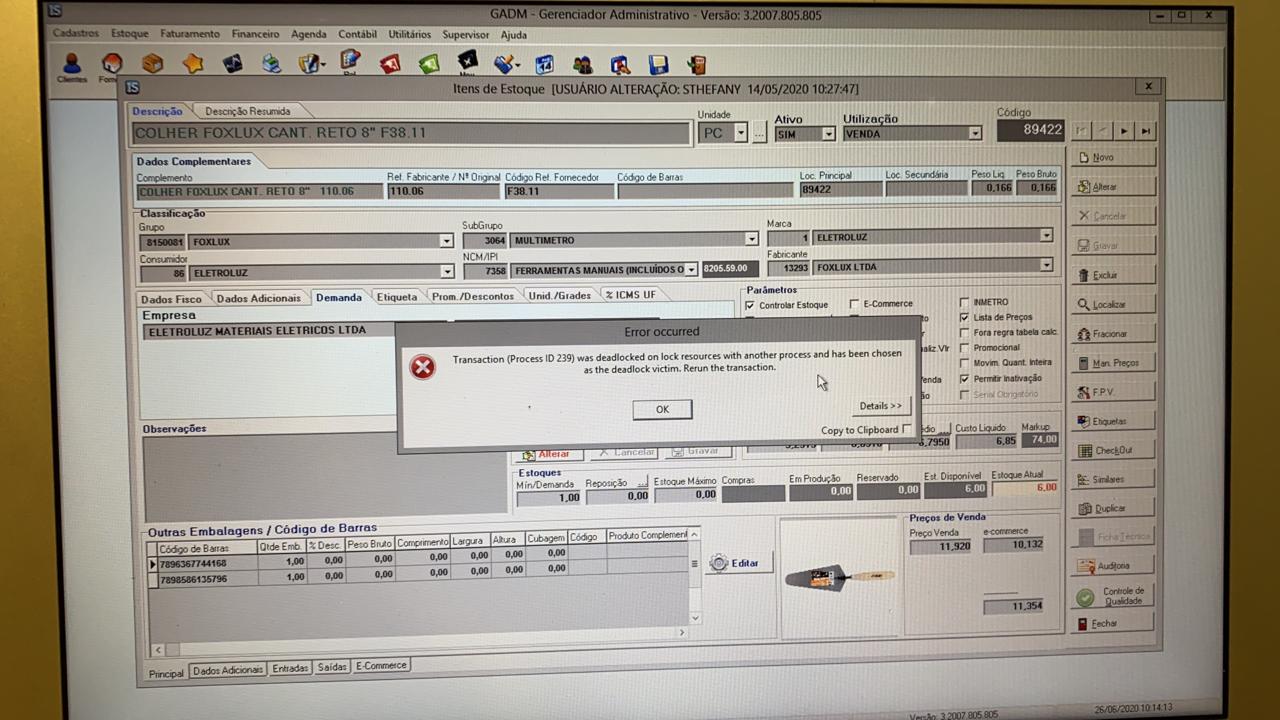 GADM - Gerenciador Administrativo - Versão: 3.2007.805.805
Cadastros Estoque Faturamento Financeiro Agenda Contábil Utilitários Supervisor Ajuda
Clientes
Itens de Estoque [USUÁRIO ALTERAÇÃO: STHEFANY 14/05/2020 10:27:47]
Descrição Descrição Resumida
Unidade Ativo Utilização Código
COLHER FOXLUX CANT. RETO 8" F38.11 PC ... SIM VENDA 89422
Dados Complementares
Complemento Ref. Fabricante / Nº Original Código Ref. Fornecedor Código de Barras Loc. Principal Loc. Secundária Peso Liq. Peso Bruto
COLHER FOXLUX CANT. RETO 8" 110.06 110.06 F38.11 89422 0,166 0,166
Classificação
Grupo SubGrupo Marca
8150081 FOXLUX 3064 MULTIMETRO 1 ELETROLUZ
Consumidor NCM/IPI Fabricante
86 ELETROLUZ 7358 FERRAMENTAS MANUAIS (INCLUÍDOS O 8205.59.00 13293 FOXLUX LTDA
Dados Fisco Dados Adicionais Demanda Etiqueta Prom./Descontos Unid./Grades % ICMS UF
Parâmetros
Controlar Estoque E-Commerce INMETRO
Lista de Preços
Fora regra tabela calc.
Promocional
Movim. Quant. Inteira
Permitir Inativação
Serial Obrigatório
Empresa
ELETROLUZ MATERIAIS ELETRICOS LTDA
Error occurred
Transaction (Process ID 239) was deadlocked on lock resources with another process and has been chosen
as the deadlock victim. Rerun the transaction.
OK
Details >>
Copy to Clipboard
Observações
Custo Liquido Markup
6,85 74,00
Alterar Cancelar Gravar
Estoques
Mín/Demanda Reposição ... Estoque Máximo Compras Em Produção Reservado Est. Disponível Estoque Atual
1,00 0,00 0,00 0,00 0,00 6,00 6,00
Outras Embalagens / Código de Barras
Código de Barras Qtde Emb. % Desc. Peso Bruto Comprimento Largura Altura Cubagem Código Produto Complement
7896367744168 1,00 0,00 0,00 0,00 0,00 0,00 0,00
7898586135796 1,00 0,00 0,00 0,00 0,00 0,00 0,00
Editar
Preços de Venda
Preço Venda e-commerce
11,920 10,132
11,354
Principal Dados Adicionais Entradas Saídas E-Commerce
Novo
Alterar
Cancelar
Gravar
Excluir
Localizar
Fracionar
Man. Preços
F.P.V.
Etiquetas
CheckOut
Similares
Duplicar
Ficha Técnica
Auditoria
Controle de
Qualidade
Fechar
Versão: 3.2007.805.805
26/06/2020 10:14:13